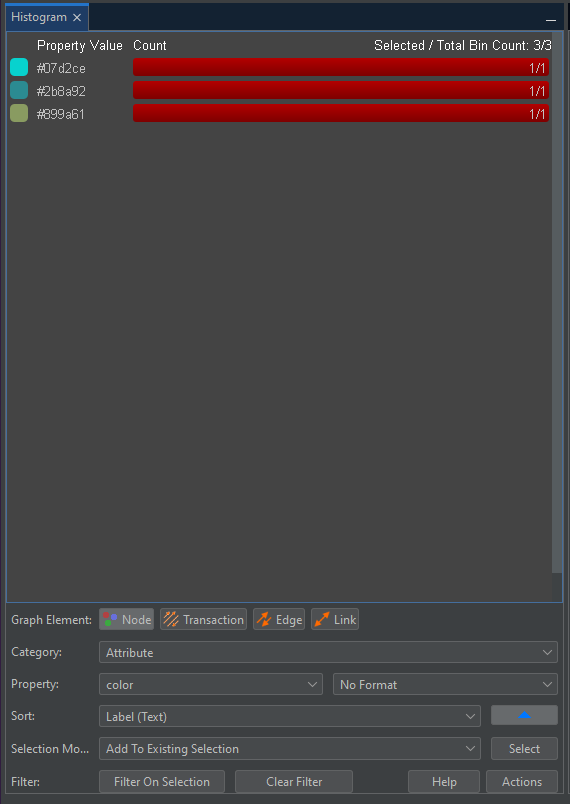 Histogram
Property Value Count Selected / Total Bin Count: 3/3
#07d2ce 1/1
#2b8a92 1/1
#899a61 1/1
Graph Element: Node Transaction Edge Link
Category: Attribute
Property: color No Format
Sort: Label (Text)
Selection Mo... Add To Existing Selection Select
Filter: Filter On Selection Clear Filter Help Actions